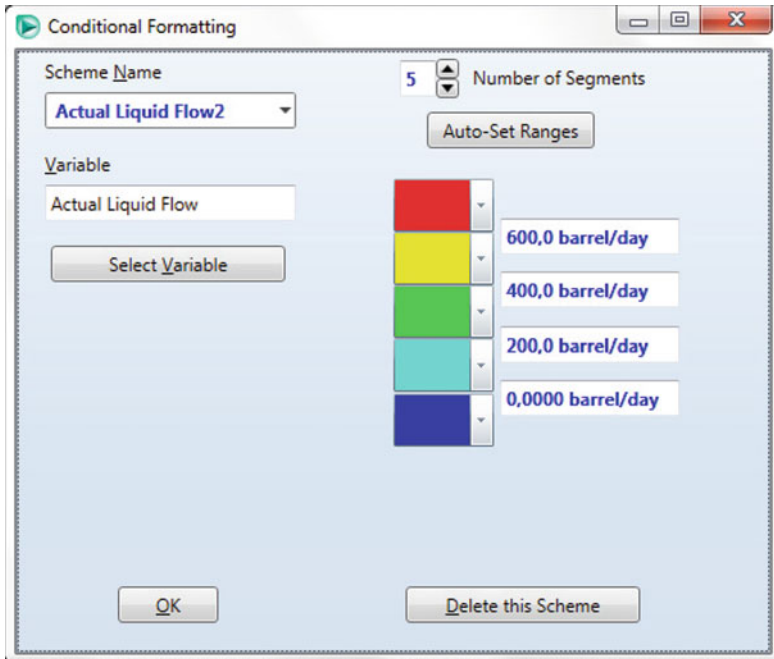 Conditional Formatting
Scheme Name
Actual Liquid Flow2
Variable
Actual Liquid Flow
Select Variable
5 Number of Segments
Auto-Set Ranges
600,0 barrel/day
400,0 barrel/day
200,0 barrel/day
0,0000 barrel/day
OK
Delete this Scheme